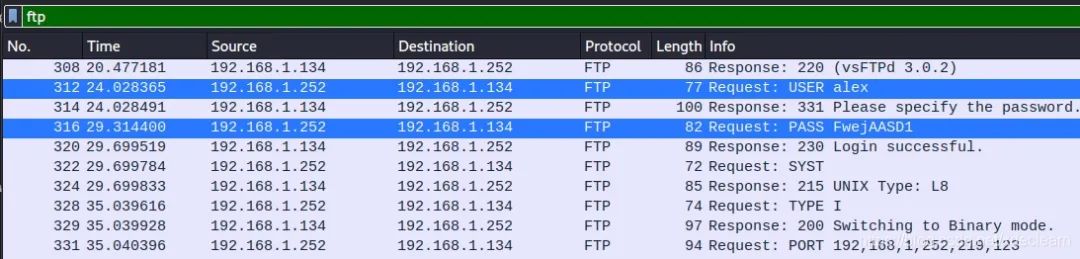 ftp
No. Time Source Destination Protocol Length Info
308 20.477181 192.168.1.134 192.168.1.252 FTP 86 Response: 220 (vsFTPd 3.0.2)
312 24.028365 192.168.1.252 192.168.1.134 FTP 77 Request: USER alex
314 24.028491 192.168.1.134 192.168.1.252 FTP 100 Response: 331 Please specify the password.
316 29.314400 192.168.1.252 192.168.1.134 FTP 82 Request: PASS FwejAASD1
320 29.699519 192.168.1.134 192.168.1.252 FTP 89 Response: 230 Login successful.
322 29.699784 192.168.1.252 192.168.1.134 FTP 72 Request: SYST
324 29.699833 192.168.1.134 192.168.1.252 FTP 85 Response: 215 UNIX Type: L8
328 35.039616 192.168.1.252 192.168.1.134 FTP 74 Request: TYPE I
329 35.039928 192.168.1.134 192.168.1.252 FTP 97 Response: 200 Switching to Binary mode.
331 35.040396 192.168.1.252 192.168.1.134 FTP 94 Request: PORT 192,168,1,252,219,123